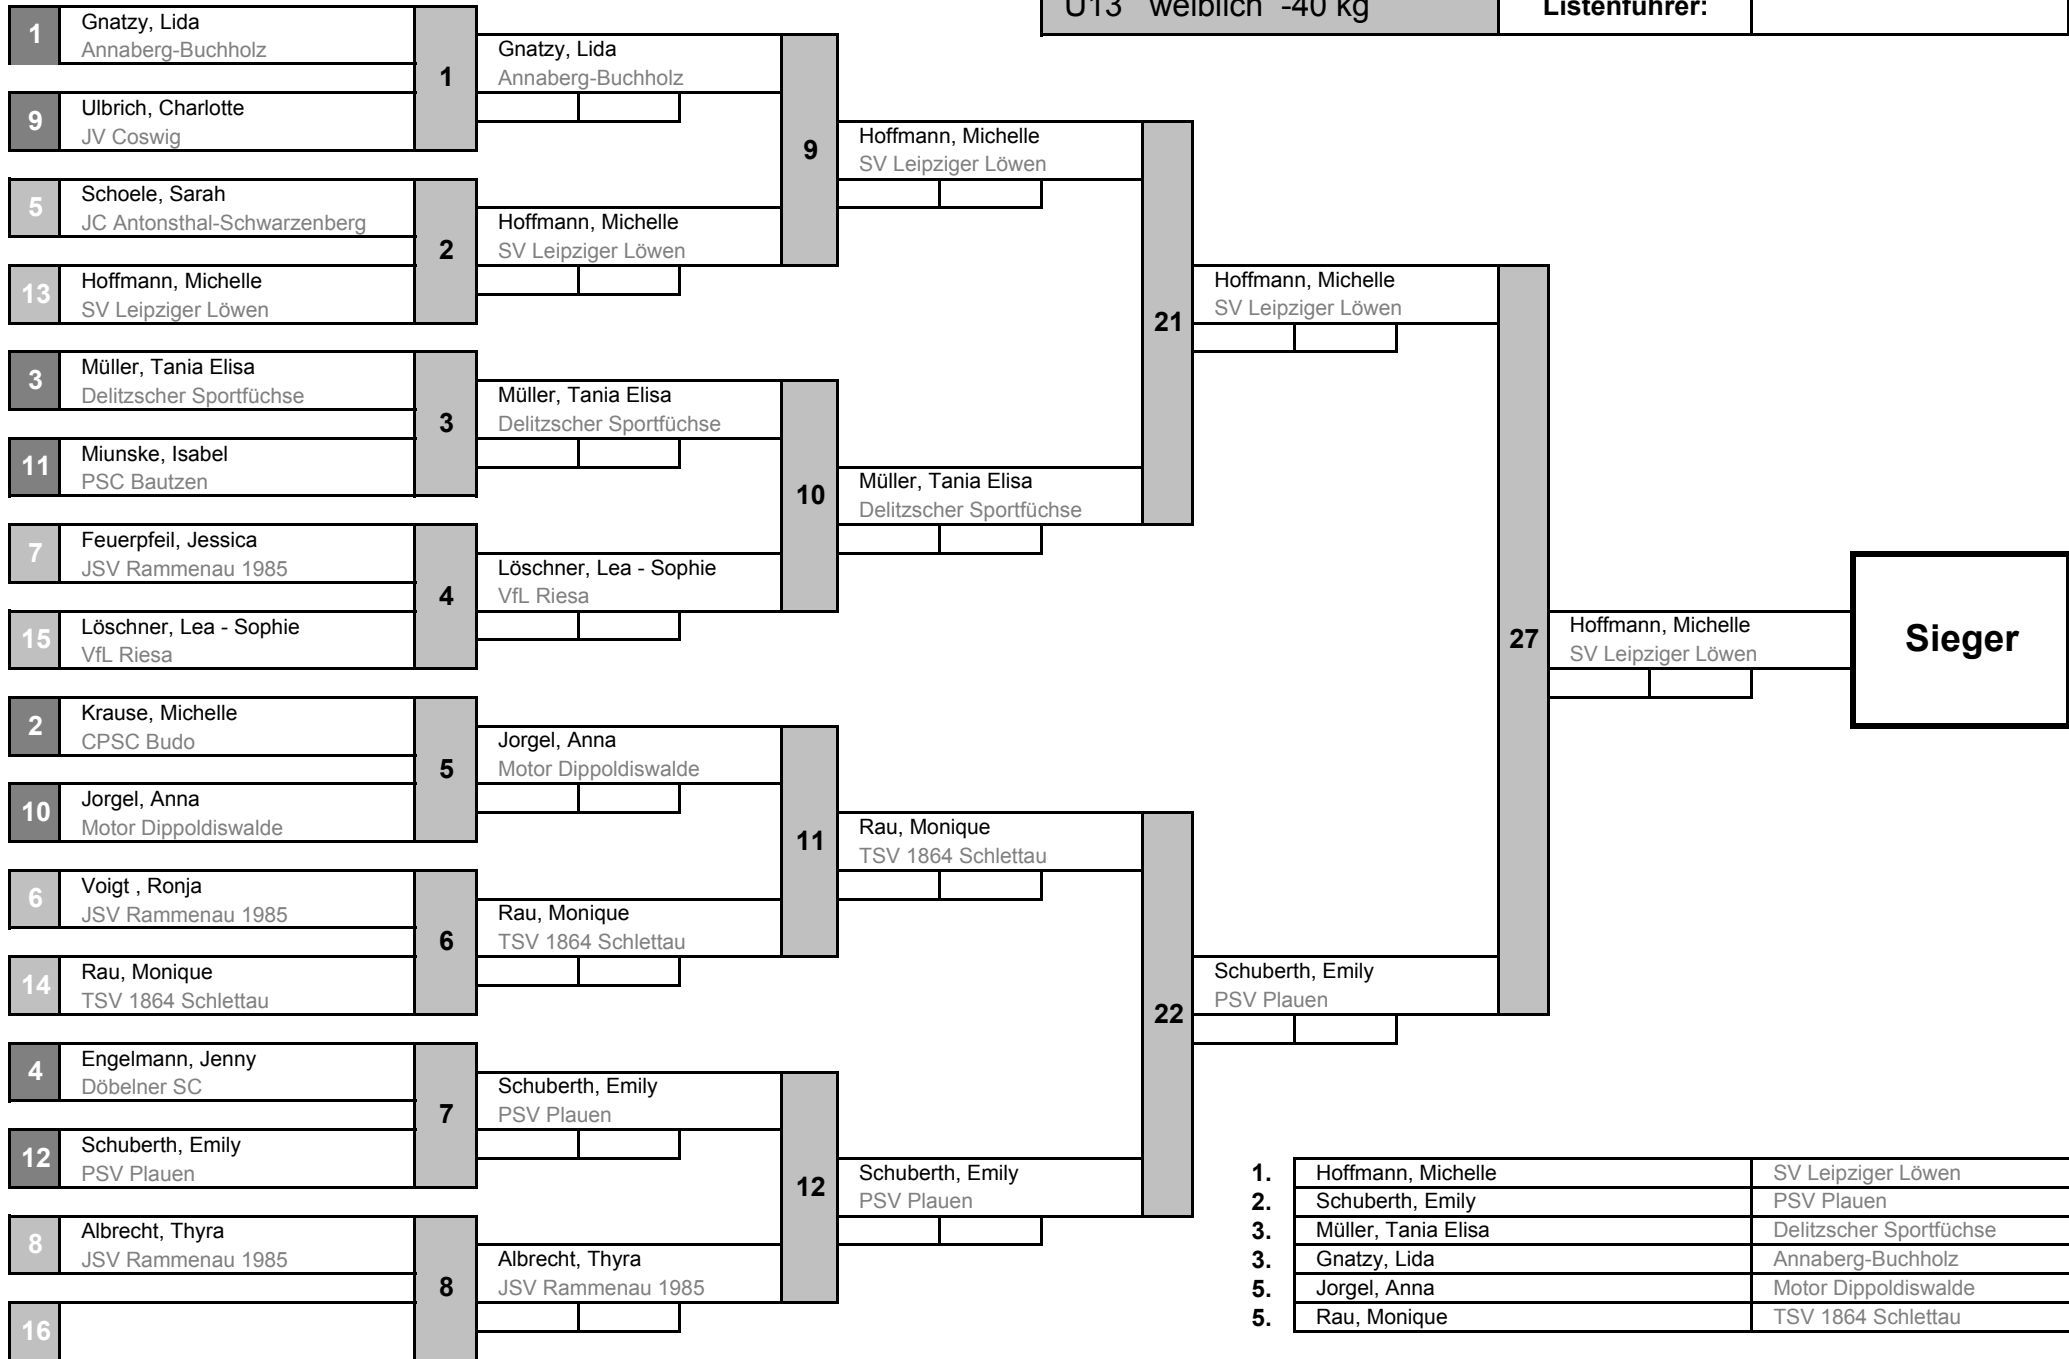 U13 weiblich -40 kg
Listenführer:
1
Gnatzy, Lida
Annaberg-Buchholz
9
Ulbrich, Charlotte
JV Coswig
5
Schoele, Sarah
JC Antonsthal-Schwarzenberg
13
Hoffmann, Michelle
SV Leipziger Löwen
3
Müller, Tania Elisa
Delitzscher Sportfüchse
11
Miunske, Isabel
PSC Bautzen
7
Feuerpfeil, Jessica
JSV Rammenau 1985
15
Löschner, Lea - Sophie
VfL Riesa
2
Krause, Michelle
CPSC Budo
10
Jorgel, Anna
Motor Dippoldiswalde
6
Voigt , Ronja
JSV Rammenau 1985
14
Rau, Monique
TSV 1864 Schlettau
4
Engelmann, Jenny
Döbelner SC
12
Schuberth, Emily
PSV Plauen
8
Albrecht, Thyra
JSV Rammenau 1985
16
1
Gnatzy, Lida
Annaberg-Buchholz
2
Hoffmann, Michelle
SV Leipziger Löwen
3
Müller, Tania Elisa
Delitzscher Sportfüchse
4
Löschner, Lea - Sophie
VfL Riesa
5
Jorgel, Anna
Motor Dippoldiswalde
6
Rau, Monique
TSV 1864 Schlettau
7
Schuberth, Emily
PSV Plauen
8
Albrecht, Thyra
JSV Rammenau 1985
9
Hoffmann, Michelle
SV Leipziger Löwen
10
Müller, Tania Elisa
Delitzscher Sportfüchse
11
Rau, Monique
TSV 1864 Schlettau
12
Schuberth, Emily
PSV Plauen
21
Hoffmann, Michelle
SV Leipziger Löwen
22
Schuberth, Emily
PSV Plauen
27
Hoffmann, Michelle
SV Leipziger Löwen
Sieger
1. Hoffmann, Michelle SV Leipziger Löwen
2. Schuberth, Emily PSV Plauen
3. Müller, Tania Elisa Delitzscher Sportfüchse
3. Gnatzy, Lida Annaberg-Buchholz
5. Jorgel, Anna Motor Dippoldiswalde
5. Rau, Monique TSV 1864 Schlettau